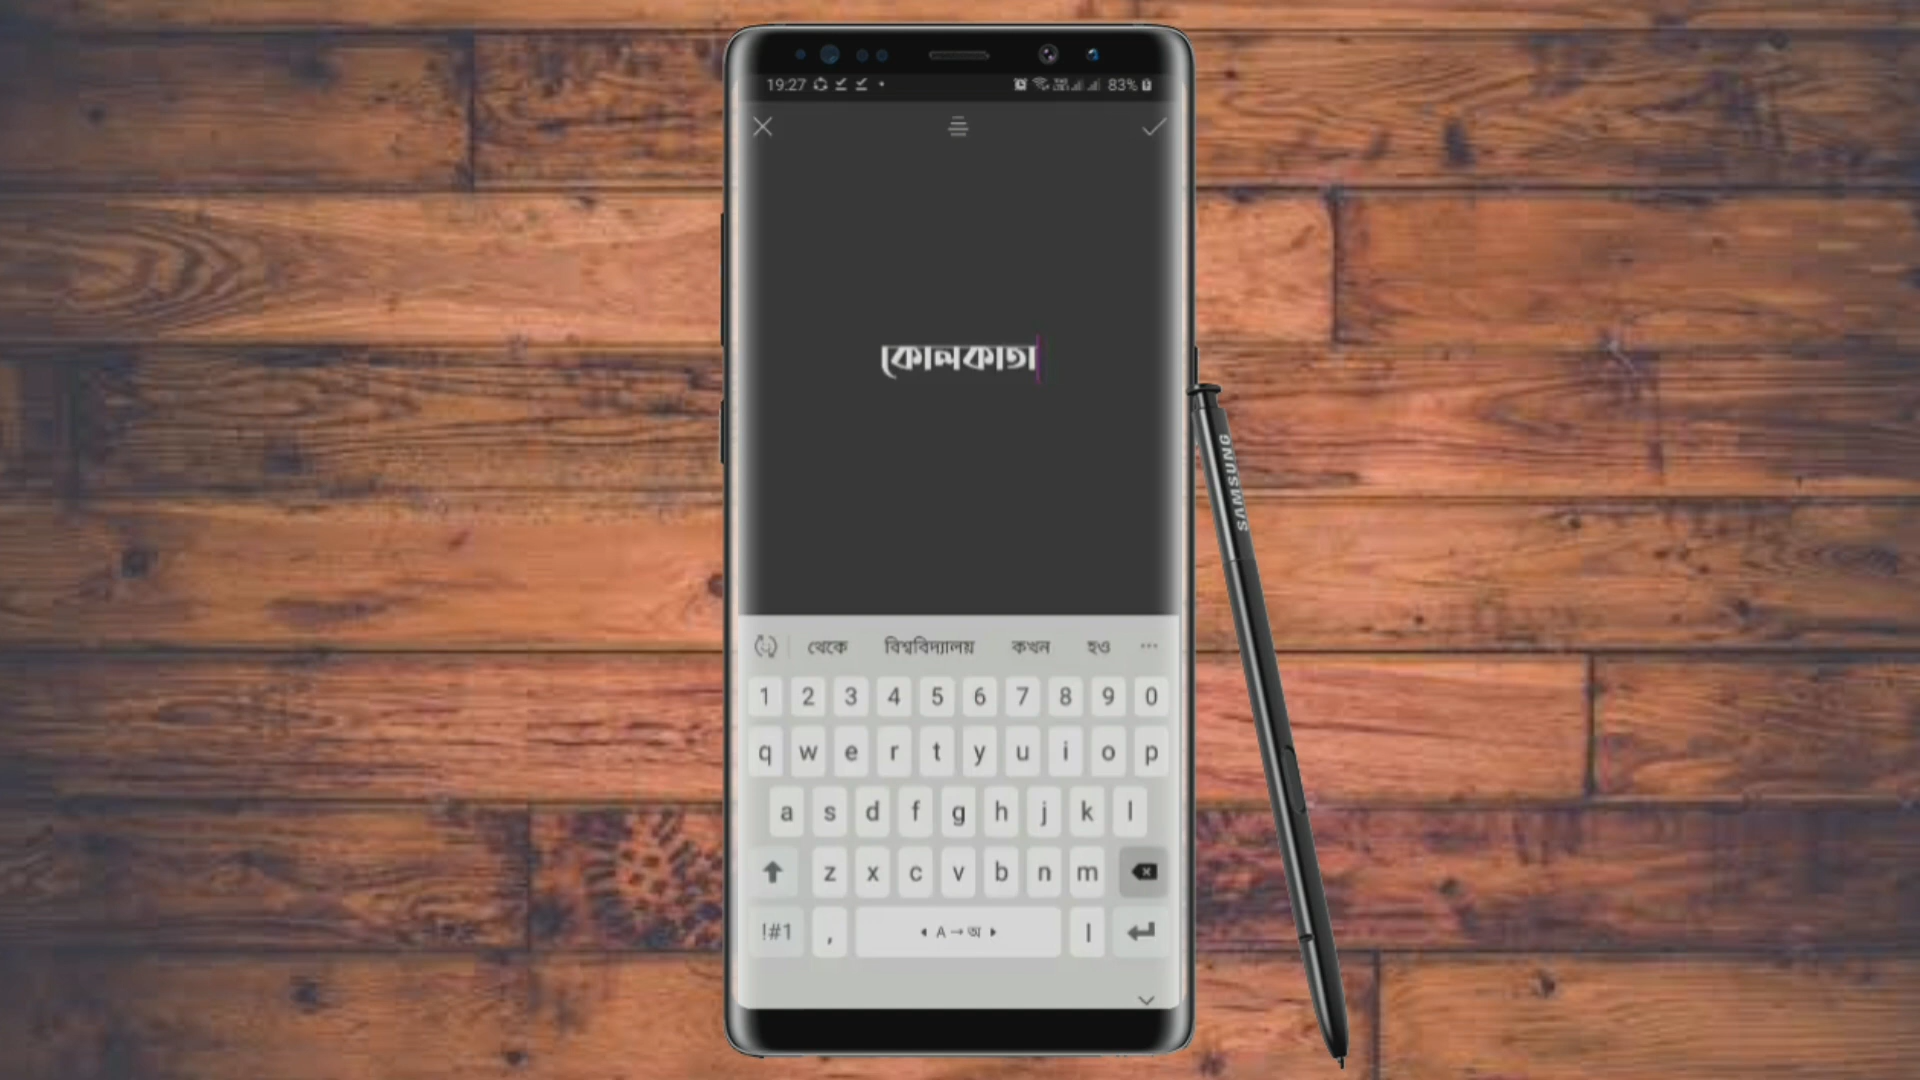 19:27
83%
কোলকাতা
থেকে বিশ্ববিদ্যালয় কখন হও ...
1 2 3 4 5 6 7 8 9 0
q w e r t y u i o p
a s d f g h j k l
z x c v b n m
!#1 , A→অ ।
SAMSUNG